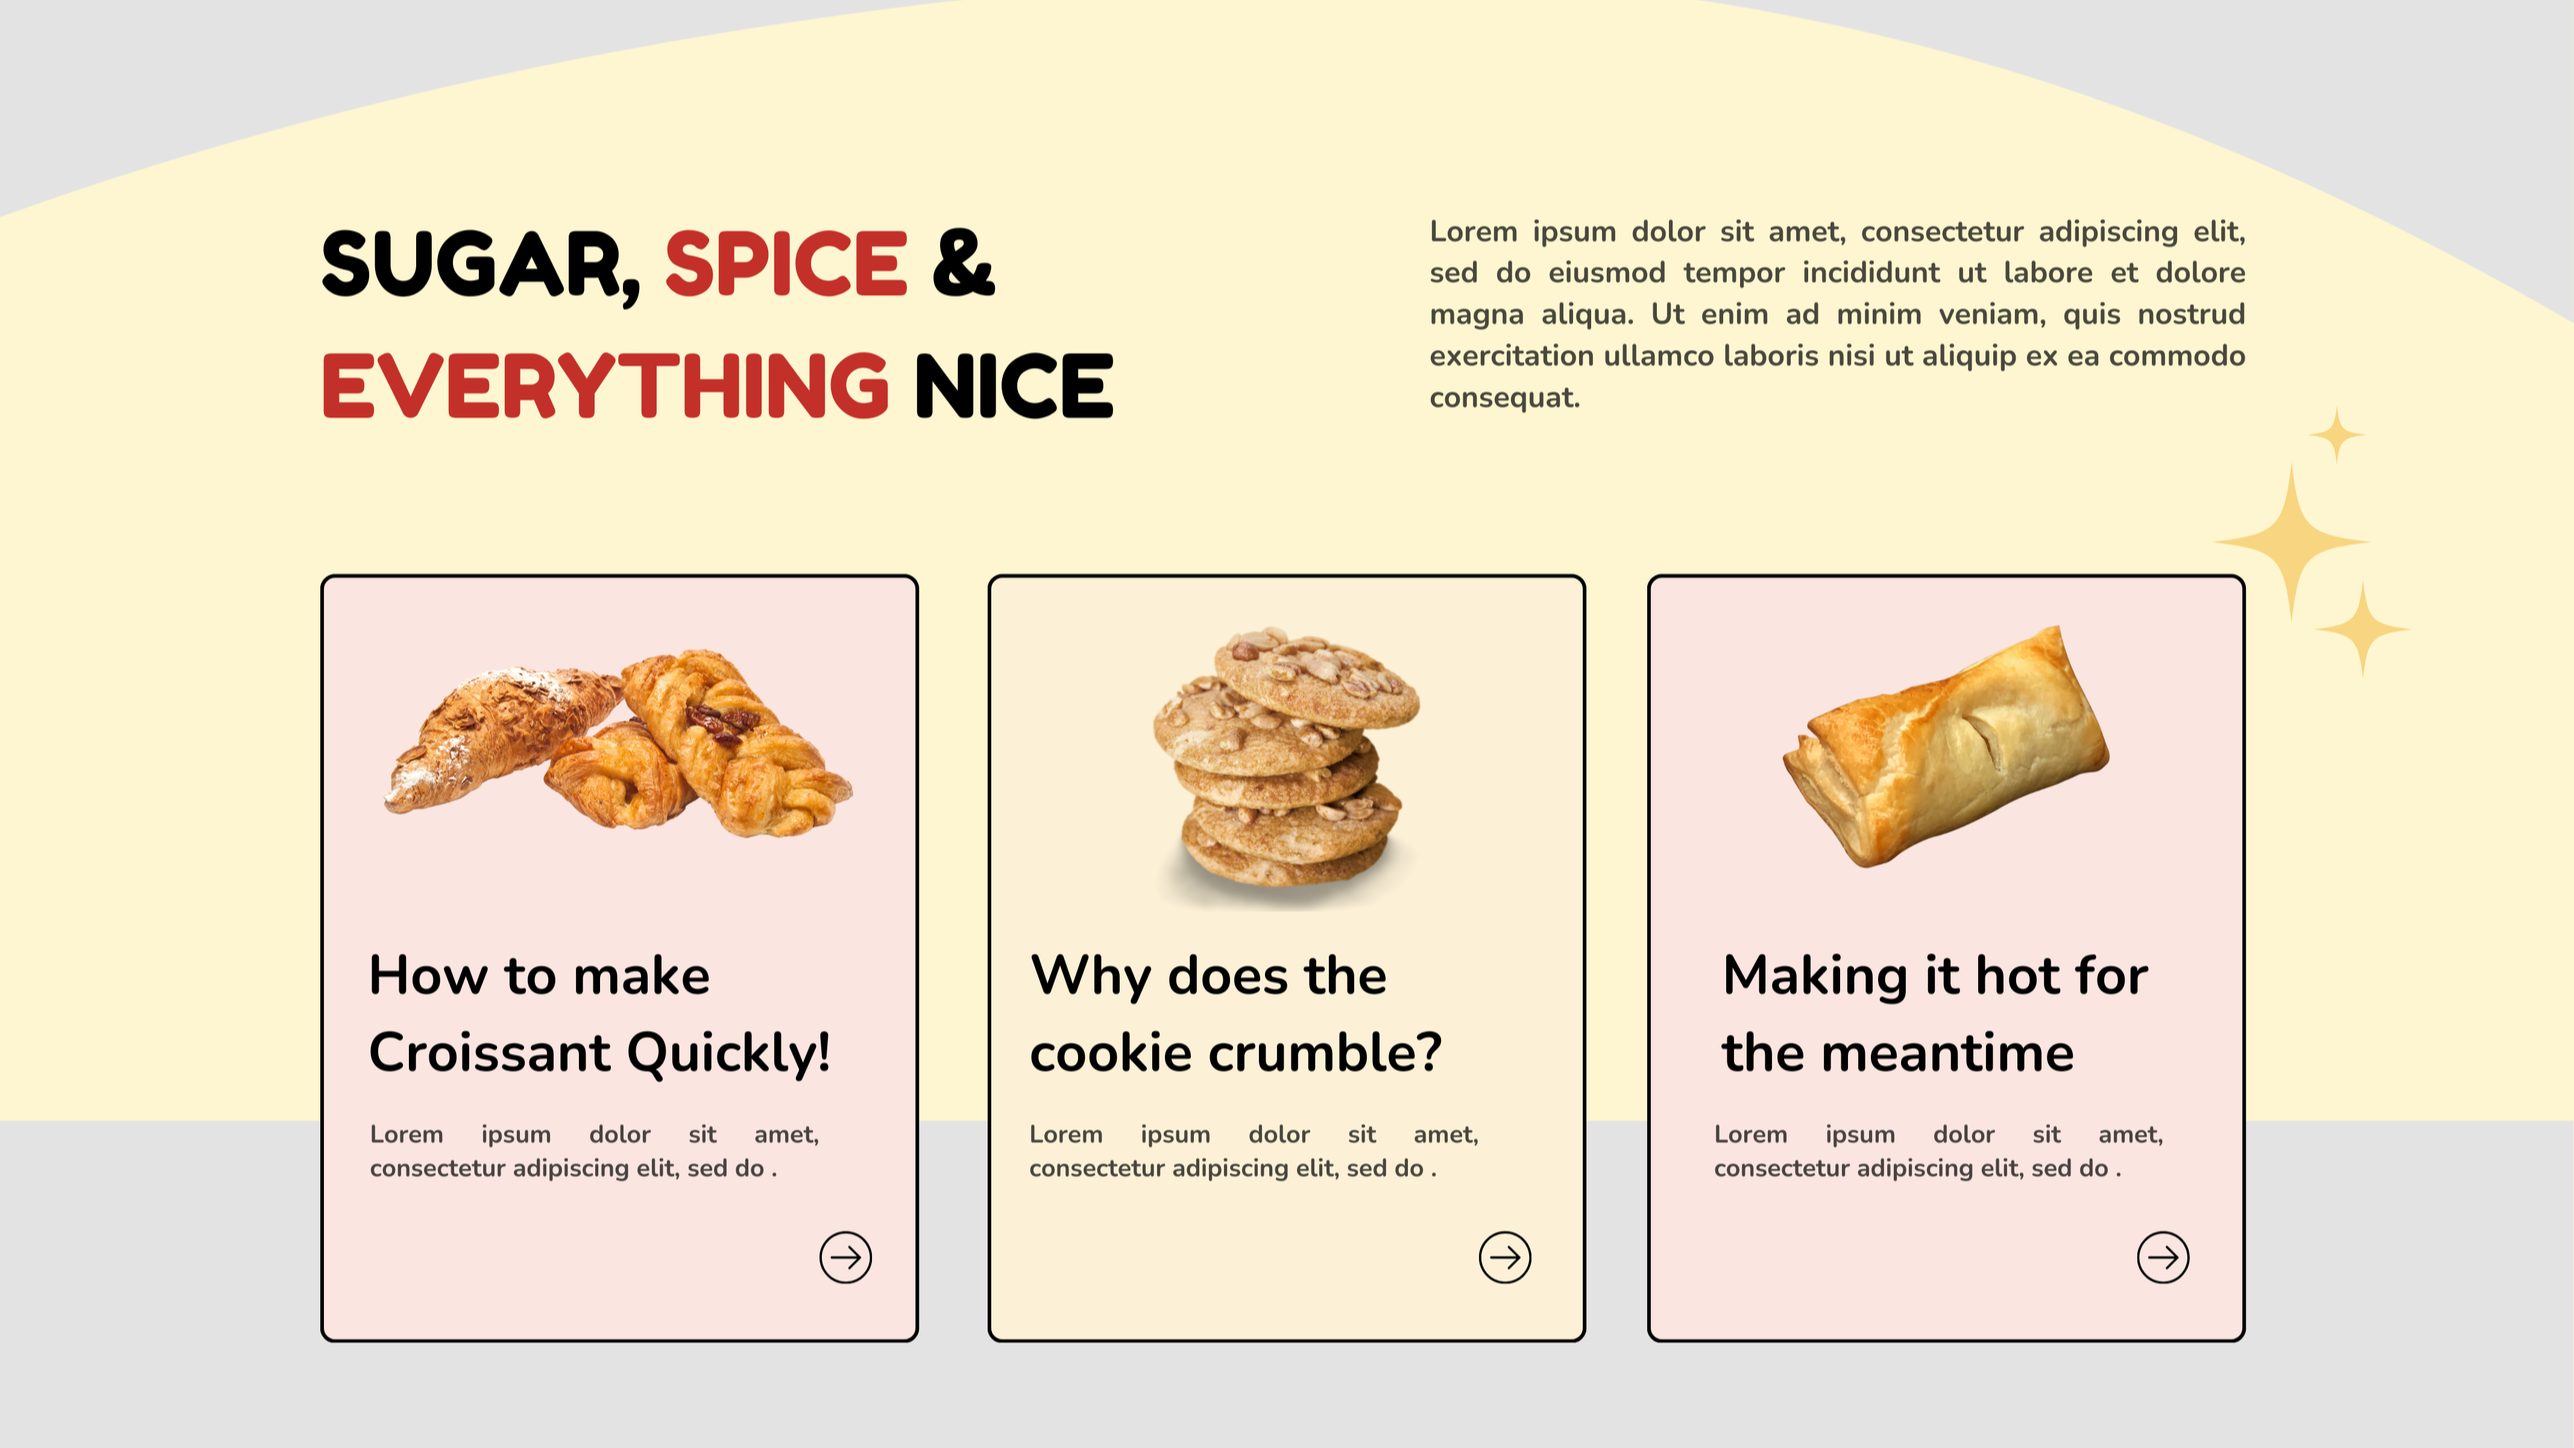 SUGAR, SPICE &
EVERYTHING NICE
Lorem ipsum dolor sit amet, consectetur adipiscing elit,
sed do eiusmod tempor incididunt ut labore et dolore
magna aliqua. Ut enim ad minim veniam, quis nostrud
exercitation ullamco laboris nisi ut aliquip ex ea commodo
consequat.
How to make
Croissant Quickly!
Lorem ipsum dolor sit amet,
consectetur adipiscing elit, sed do .
Why does the
cookie crumble?
Lorem ipsum dolor sit amet,
consectetur adipiscing elit, sed do .
Making it hot for
the meantime
Lorem ipsum dolor sit amet,
consectetur adipiscing elit, sed do .